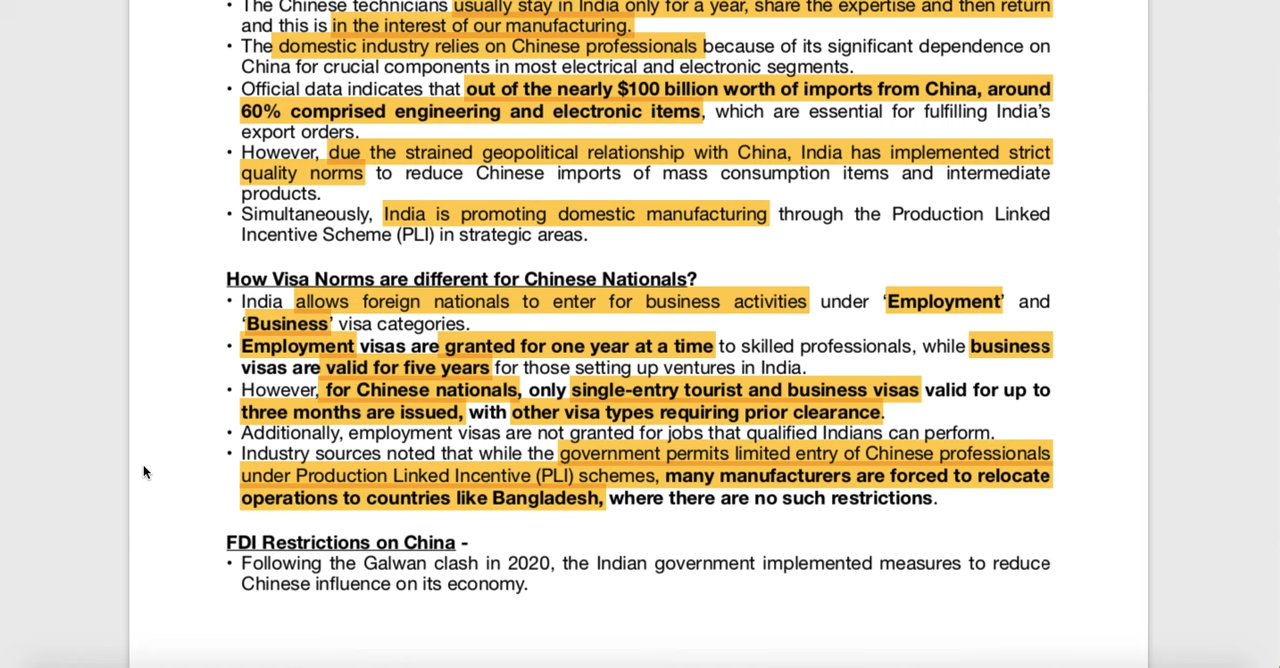 • The Chinese technicians usually stay in India only for a year, share the expertise and then return
and this is in the interest of our manufacturing.
• The domestic industry relies on Chinese professionals because of its significant dependence on
China for crucial components in most electrical and electronic segments.
• Official data indicates that out of the nearly $100 billion worth of imports from China, around
60% comprised engineering and electronic items, which are essential for fulfilling India's
export orders.
• However, due the strained geopolitical relationship with China, India has implemented strict
quality norms to reduce Chinese imports of mass consumption items and intermediate
products.
• Simultaneously, India is promoting domestic manufacturing through the Production Linked
Incentive Scheme (PLI) in strategic areas.
How Visa Norms are different for Chinese Nationals?
• India allows foreign nationals to enter for business activities under ‘Employment’ and
‘Business’ visa categories.
• Employment visas are granted for one year at a time to skilled professionals, while business
visas are valid for five years for those setting up ventures in India.
• However, for Chinese nationals, only single-entry tourist and business visas valid for up to
three months are issued, with other visa types requiring prior clearance.
• Additionally, employment visas are not granted for jobs that qualified Indians can perform.
• Industry sources noted that while the government permits limited entry of Chinese professionals
under Production Linked Incentive (PLI) schemes, many manufacturers are forced to relocate
operations to countries like Bangladesh, where there are no such restrictions.
FDI Restrictions on China -
• Following the Galwan clash in 2020, the Indian government implemented measures to reduce
Chinese influence on its economy.